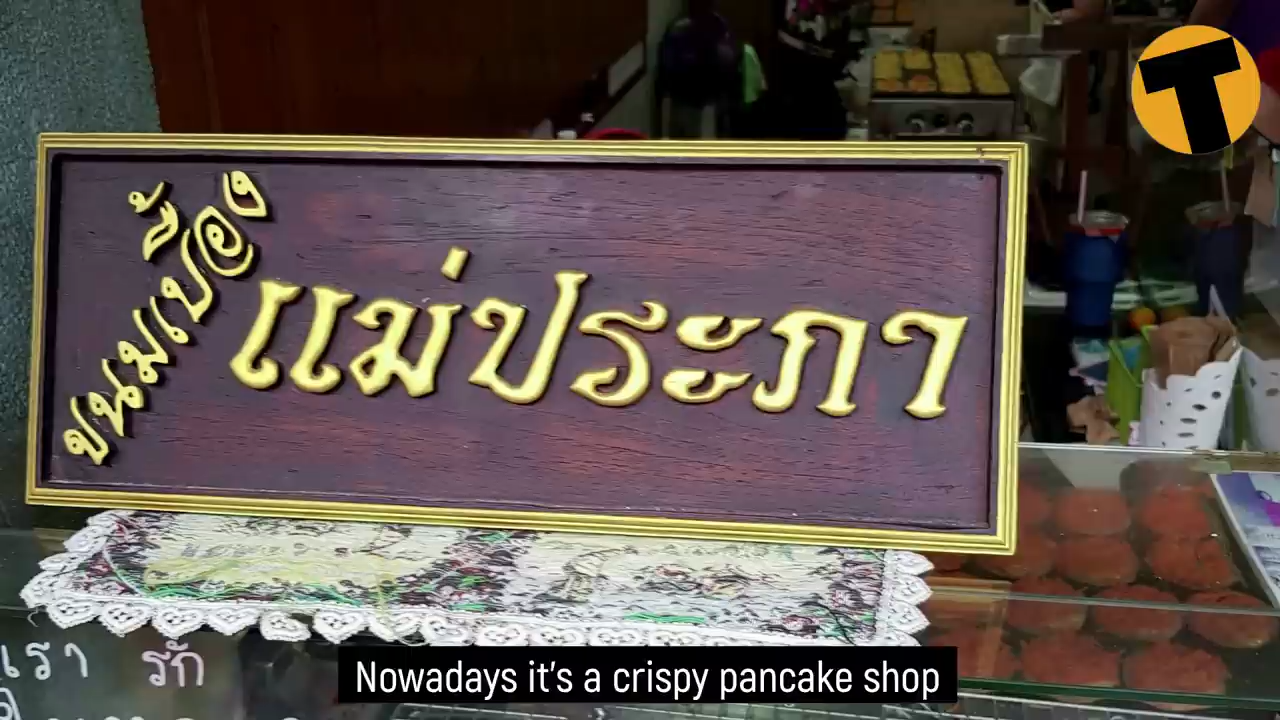 T
ขนมเบื้อง
แม่ประภา
เรา รัก
Nowadays it's a crispy pancake shop